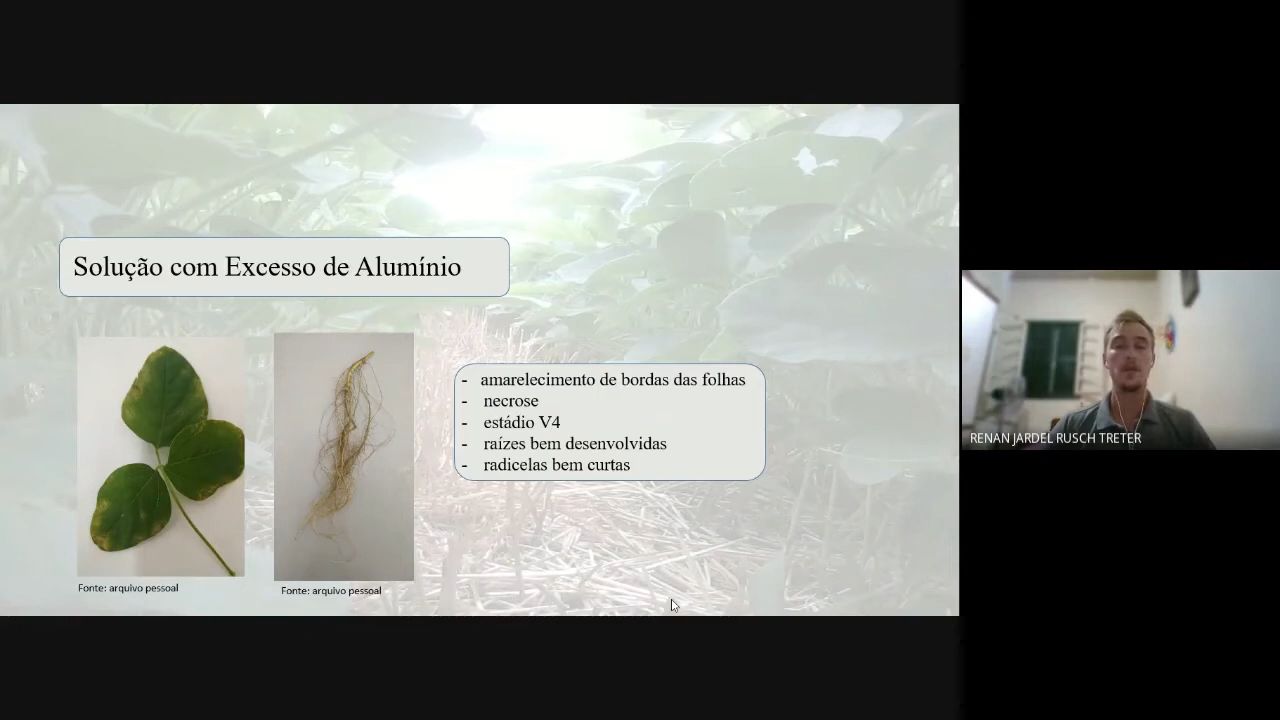 Solução com Excesso de Alumínio
- amarelecimento de bordas das folhas
- necrose
- estádio V4
- raízes bem desenvolvidas
- radicelas bem curtas
Fonte: arquivo pessoal
Fonte: arquivo pessoal
RENAN JARDEL RUSCH TRETER